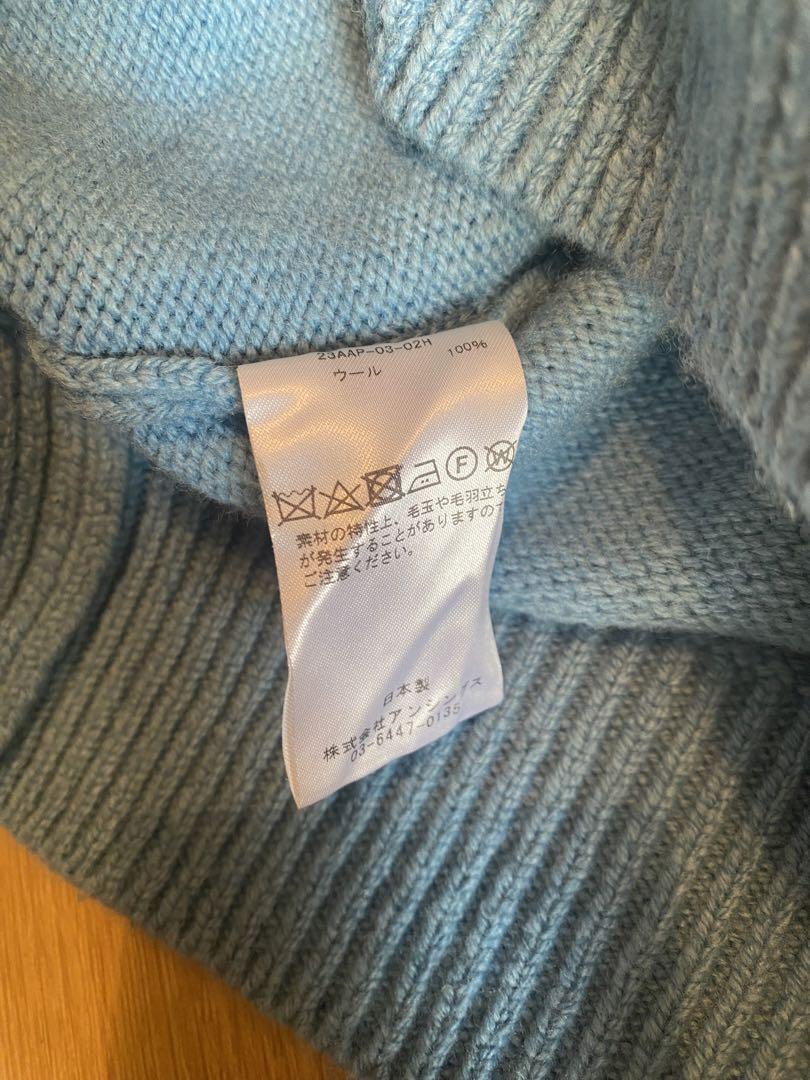 23AAP-03-02H
ウール 100%
F W
素材の特性上、毛玉や毛羽立ち
が発生することがありますので
ご注意ください。
日本製
株式会社アンシングス
03-6447-0135